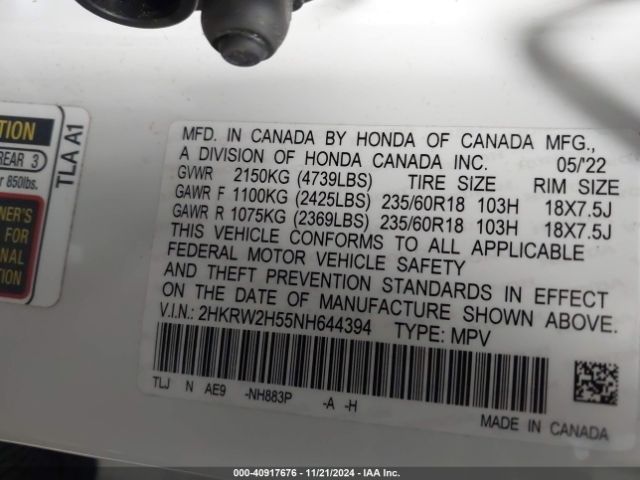 TION
REAR 3
r 850lbs.
TLA A1
NER'S
FOR
NAL
TION
MFD. IN CANADA BY HONDA OF CANADA MFG.,
A DIVISION OF HONDA CANADA INC. 05/'22
GVWR 2150KG (4739LBS) TIRE SIZE RIM SIZE
GAWR F 1100KG (2425LBS) 235/60R18 103H 18X7.5J
GAWR R 1075KG (2369LBS) 235/60R18 103H 18X7.5J
THIS VEHICLE CONFORMS TO ALL APPLICABLE
FEDERAL MOTOR VEHICLE SAFETY
AND THEFT PREVENTION STANDARDS IN EFFECT
ON THE DATE OF MANUFACTURE SHOWN ABOVE.
V.I.N.: 2HKRW2H55NH644394 TYPE: MPV
TLJ N AE9 -NH883P -A -H
MADE IN CANADA
000-40917676 - 11/21/2024 - IAA Inc.